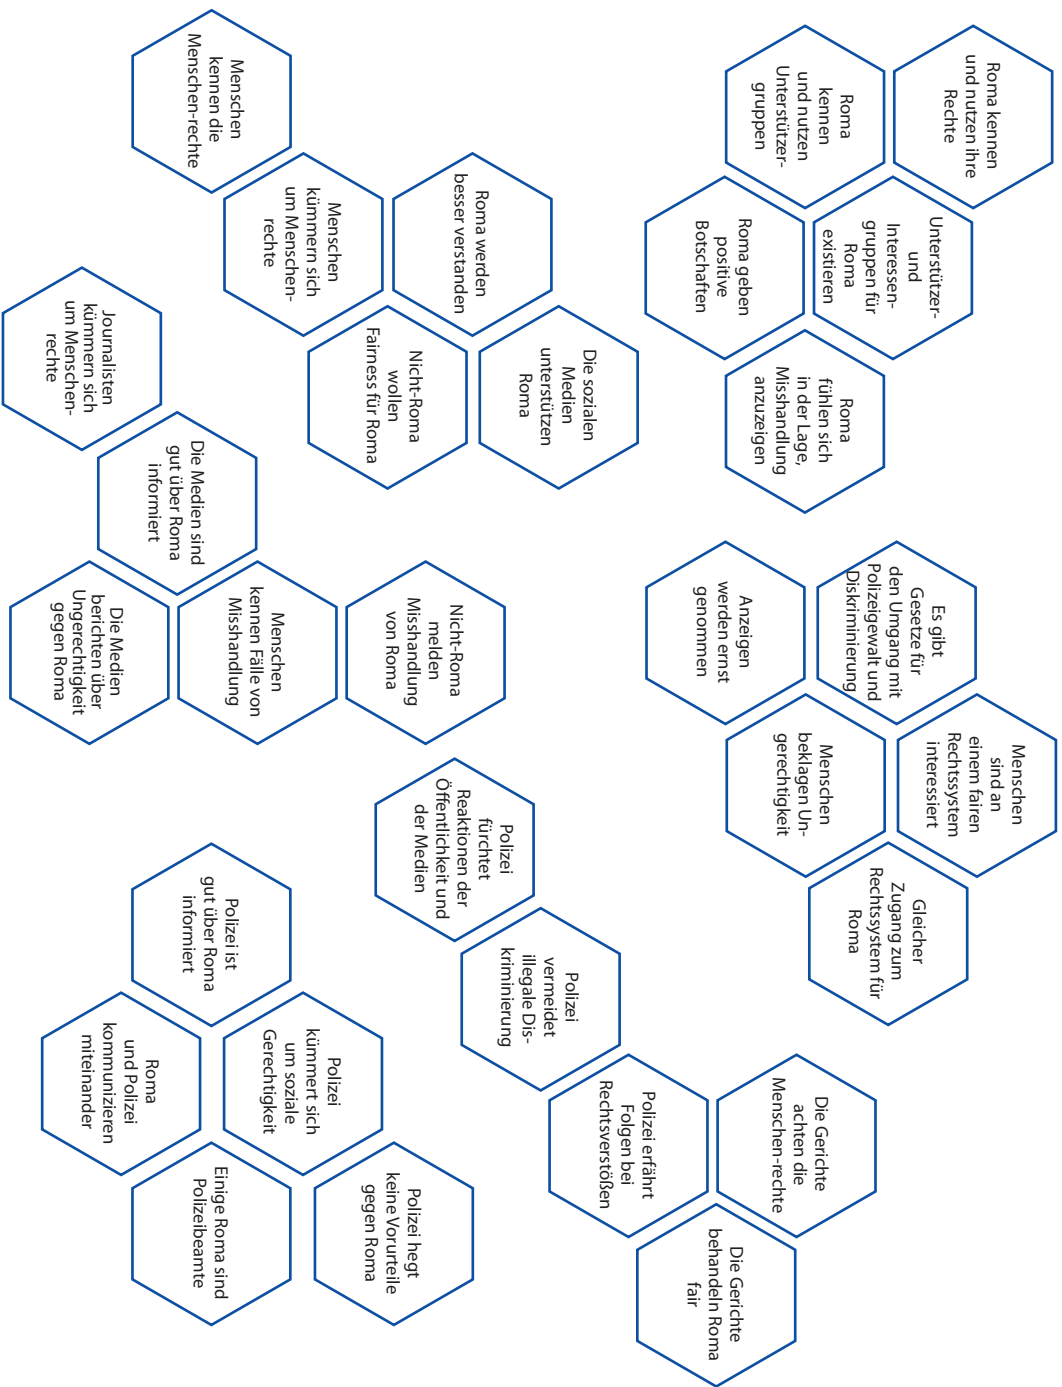 Roma kennen
und nutzen ihre
Rechte
Unterstützer-
und
Interessen-
gruppen für
Roma
existieren
Roma
kennen
und nutzen
Unterstützer-
gruppen
Roma
fühlen sich
in der Lage,
Misshandlung
anzuzeigen
Roma geben
positive
Botschaften
Menschen
sind an
einem fairen
Rechtssystem
interessiert
Es gibt
Gesetze für
den Umgang mit
Polizeigewalt und
Diskriminierung
Gleicher
Zugang zum
Rechtssystem für
Roma
Menschen
beklagen Un-
gerechtigkeit
Anzeigen
werden ernst
genommen
Die Gerichte
achten die
Menschen-rechte
Die Gerichte
behandeln Roma
fair
Polizei erfährt
Folgen bei
Rechtsverstößen
Polizei
vermeidet
illegale Dis-
kriminierung
Polizei
fürchtet
Reaktionen der
Öffentlichkeit und
der Medien
Die sozialen
Medien
unterstützen
Roma
Roma werden
besser verstanden
Nicht-Roma
wollen
Fairness für Roma
Menschen
kümmern sich
um Menschen-
rechte
Menschen
kennen die
Menschen-rechte
Nicht-Roma
melden
Misshandlung
von Roma
Menschen
kennen Fälle von
Misshandlung
Die Medien sind
gut über Roma
informiert
Die Medien
berichten über
Ungerechtigkeit
gegen Roma
Journalisten
kümmern sich
um Menschen-
rechte
Polizei hegt
keine Vorurteile
gegen Roma
Polizei
kümmert sich
um soziale
Gerechtigkeit
Polizei ist
gut über Roma
informiert
Einige Roma sind
Polizeibeamte
Roma
und Polizei
kommunizieren
miteinander